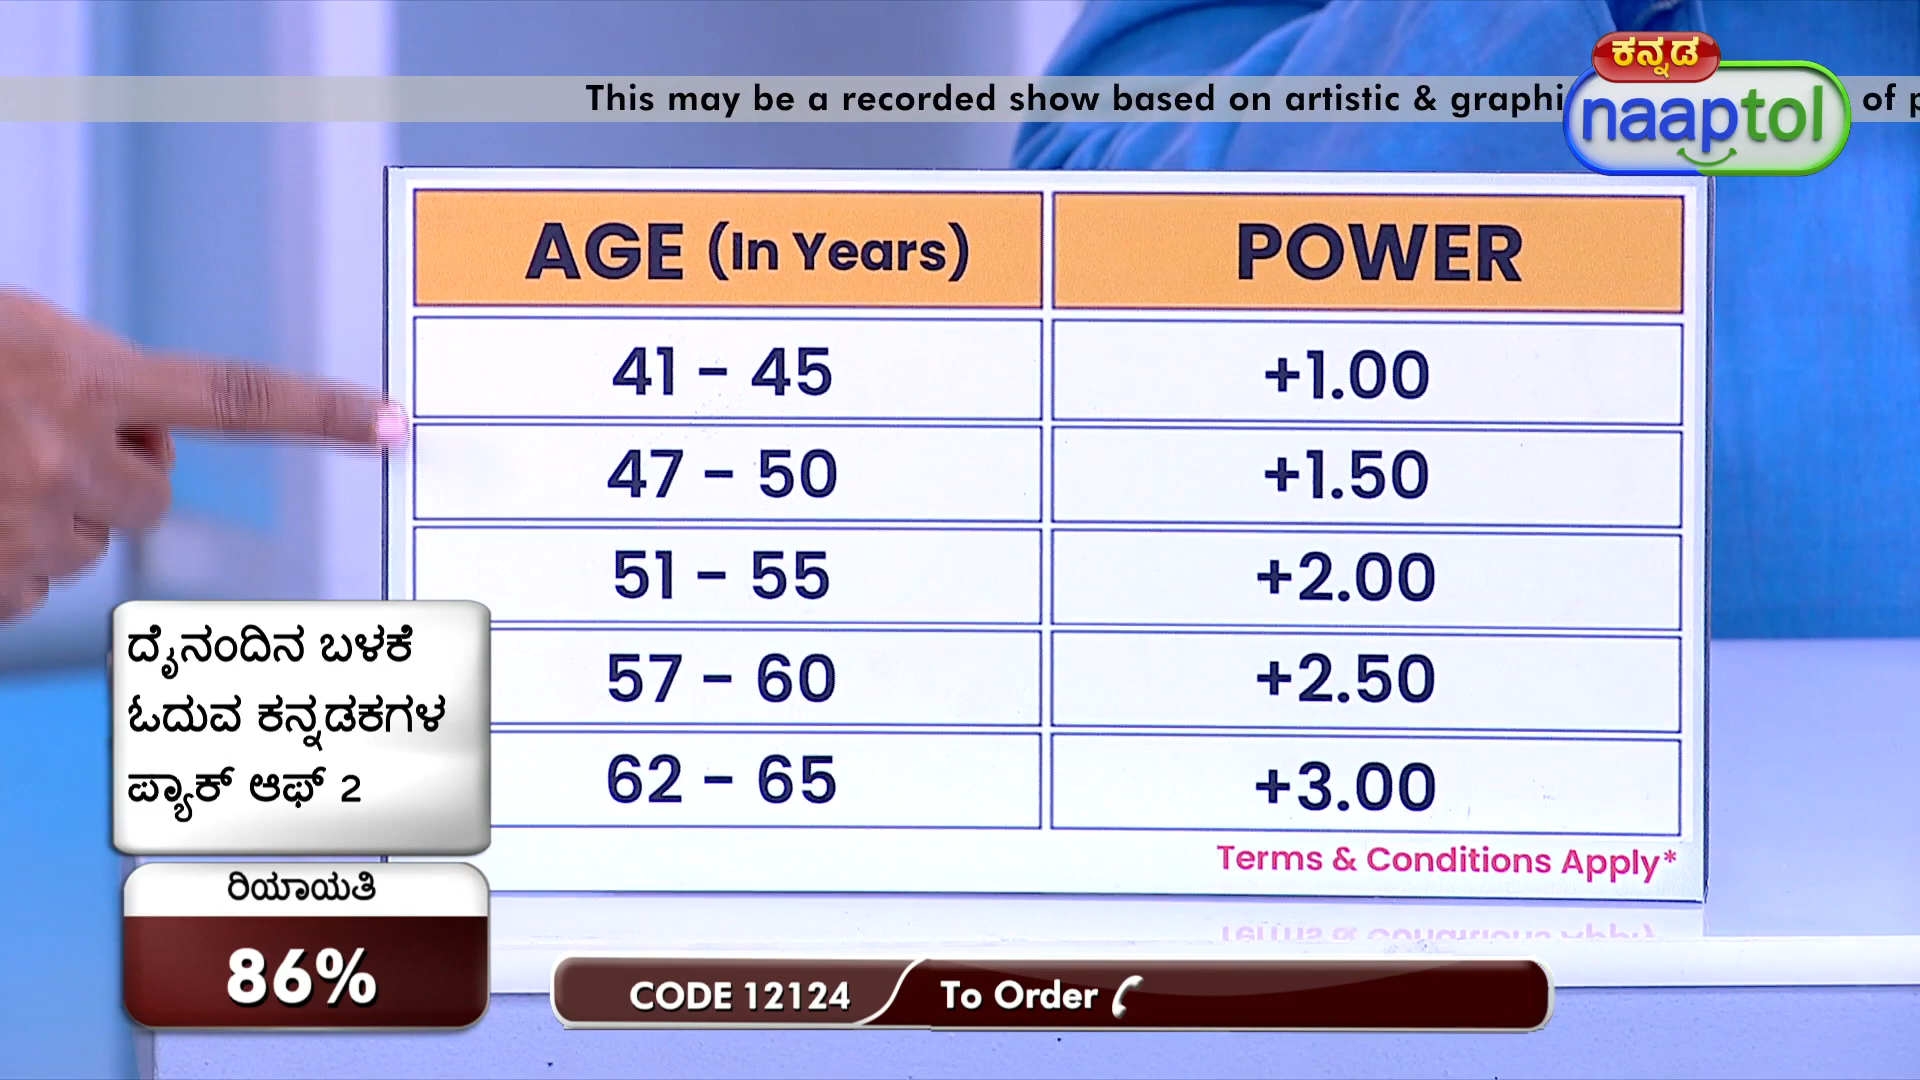 ಕನ್ನಡ
This may be a recorded show based on artistic & graphi
of
naaptol
AGE (In Years) POWER
41 - 45 +1.00
47 - 50 +1.50
51 - 55 +2.00
57 - 60 +2.50
62 - 65 +3.00
Terms & Conditions Apply*
ದೈನಂದಿನ ಬಳಕೆ
ಓದುವ ಕನ್ನಡಕಗಳ
ಪ್ಯಾಕ್ ಆಫ್ 2
ರಿಯಾಯತಿ
86%
CODE 12124 To Order